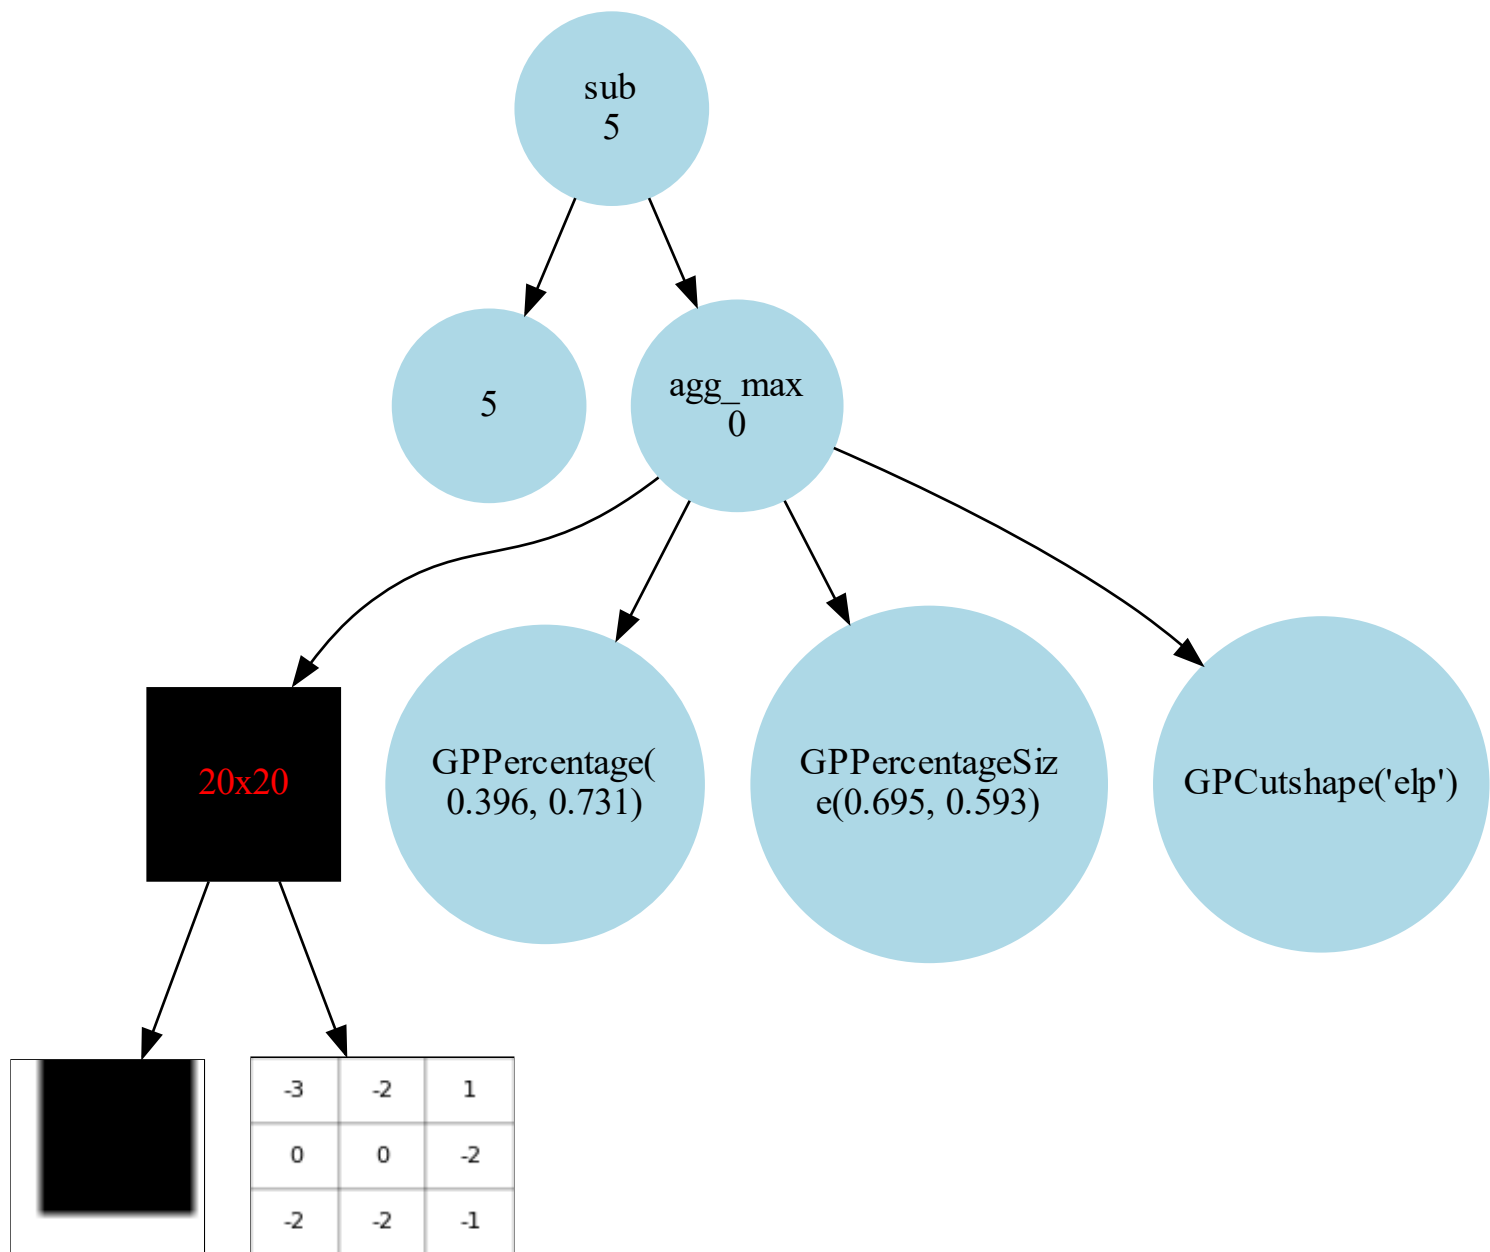 sub
5
5
agg_max
0
20x20
GPPercentage(
0.396, 0.731)
GPPercentageSiz
e(0.695, 0.593)
GPCutshape('elp')
-3 -2 1
0 0 -2
-2 -2 -1